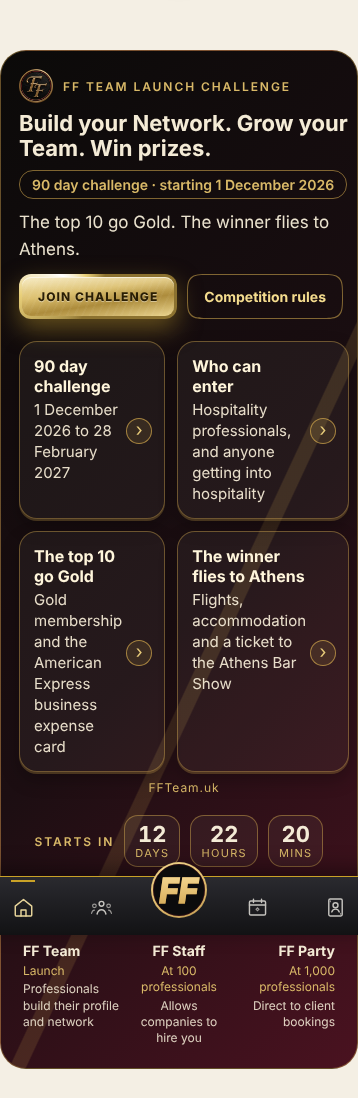 FF
FF TEAM LAUNCH CHALLENGE
Build your Network. Grow your
Team. Win prizes.
90 day challenge · starting 1 December 2026
The top 10 go Gold. The winner flies to
Athens.
JOIN CHALLENGE
Competition rules
90 day
challenge
1 December
2026 to 28
February
2027
Who can
enter
Hospitality
professionals,
and anyone
getting into
hospitality
The top 10
go Gold
Gold
membership
and the
American
Express
business
expense
card
The winner
flies to Athens
Flights,
accommodation
and a ticket to
the Athens Bar
Show
FFTeam.uk
STARTS IN
12
DAYS
22
HOURS
20
MINS
FF
FF Team
Launch
Professionals
build their profile
and network
FF Staff
At 100
professionals
Allows
companies to
hire you
FF Party
At 1,000
professionals
Direct to client
bookings